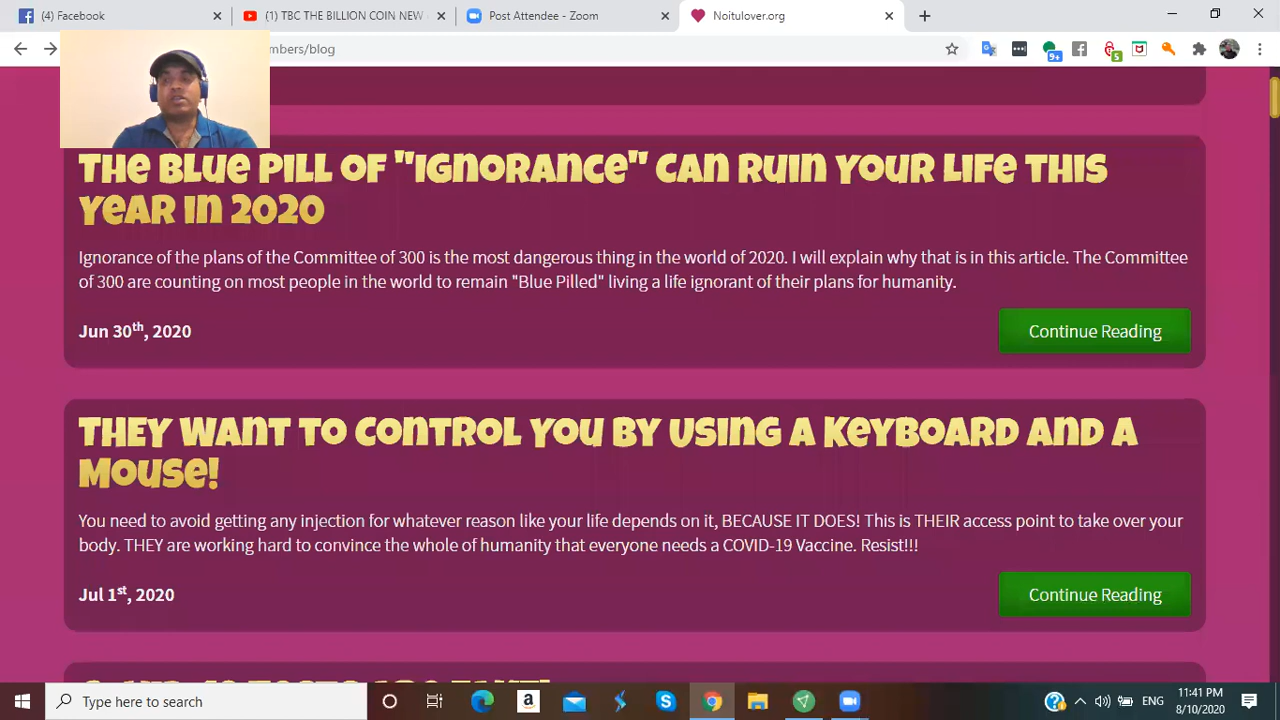 (4) Facebook
(1) TBC THE BILLION COIN NEW
Post Attendee - Zoom
Noitulover.org
mbers/blog
9+
5
THE BLUE PILL OF "IGNORANCE" CAN RUIN YOUR LIFE THIS
YEAR IN 2020
Ignorance of the plans of the Committee of 300 is the most dangerous thing in the world of 2020. I will explain why that is in this article. The Committee
of 300 are counting on most people in the world to remain "Blue Pilled" living a life ignorant of their plans for humanity.
Jun 30th, 2020
Continue Reading
THEY WANT TO CONTROL YOU BY USING A KEYBOARD AND A
MOUSE!
You need to avoid getting any injection for whatever reason like your life depends on it, BECAUSE IT DOES! This is THEIR access point to take over your
body. THEY are working hard to convince the whole of humanity that everyone needs a COVID-19 Vaccine. Resist!!!
Jul 1st, 2020
Continue Reading
Type here to search
ENG
11:41 PM
8/10/2020